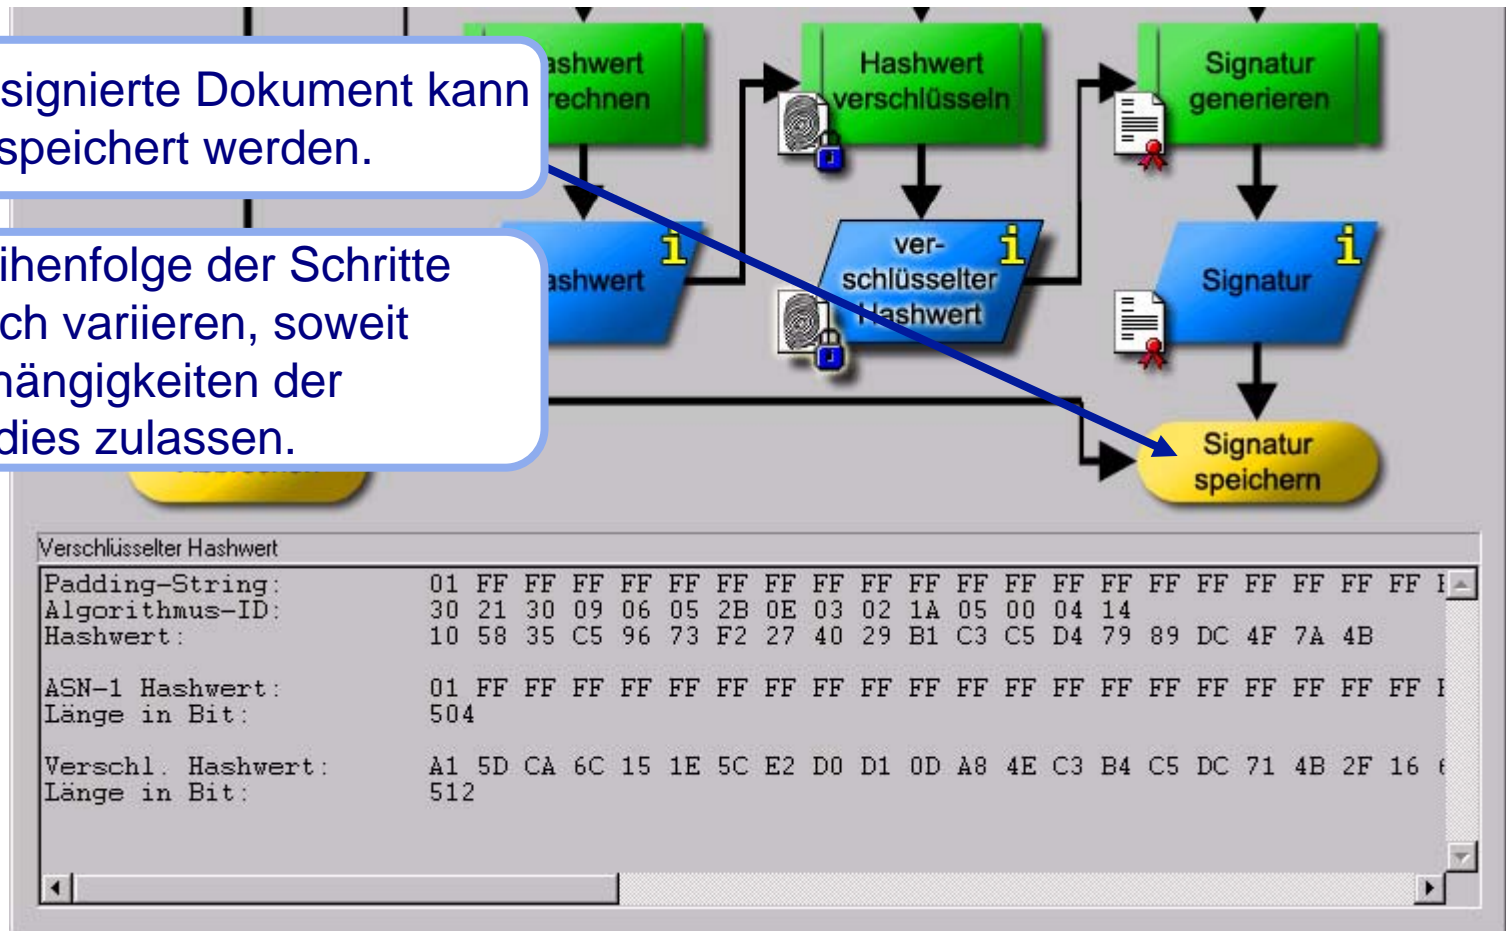 signierte Dokument kann
speichert werden.
ihenfolge der Schritte
ch variieren, soweit
hängigkeiten der
dies zulassen.
ashwert
rechnen
Hashwert
verschlüsseln
Signatur
generieren
ashwert
ver-
schlüsselter
Hashwert
Signatur
Signatur
speichern
Verschlüsselter Hashwert
Padding-String: 01 FF FF FF FF FF FF FF FF FF FF FF FF FF FF FF FF FF FF FF FF
Algorithmus-ID: 30 21 30 09 06 05 2B 0E 03 02 1A 05 00 04 14
Hashwert: 10 58 35 C5 96 73 F2 27 40 29 B1 C3 C5 D4 79 89 DC 4F 7A 4B
ASN-1 Hashwert: 01 FF FF FF FF FF FF FF FF FF FF FF FF FF FF FF FF FF FF FF FF
Länge in Bit: 504
Verschl. Hashwert: A1 5D CA 6C 15 1E 5C E2 D0 D1 0D A8 4E C3 B4 C5 DC 71 4B 2F 16
Länge in Bit: 512